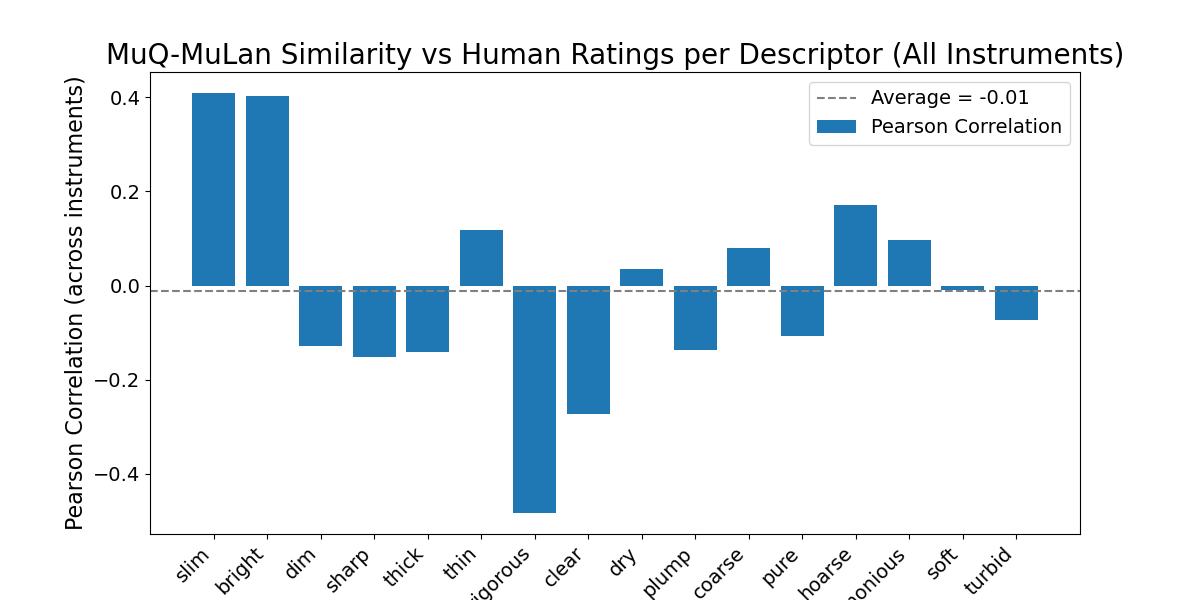 MuQ-MuLan Similarity vs Human Ratings per Descriptor (All Instruments)
Pearson Correlation (across instruments)
0.4
0.2
0.0
−0.2
−0.4
Average = -0.01
Pearson Correlation
slim
bright
dim
sharp
thick
thin
clear
dry
plump
coarse
pure
hoarse
soft
turbid